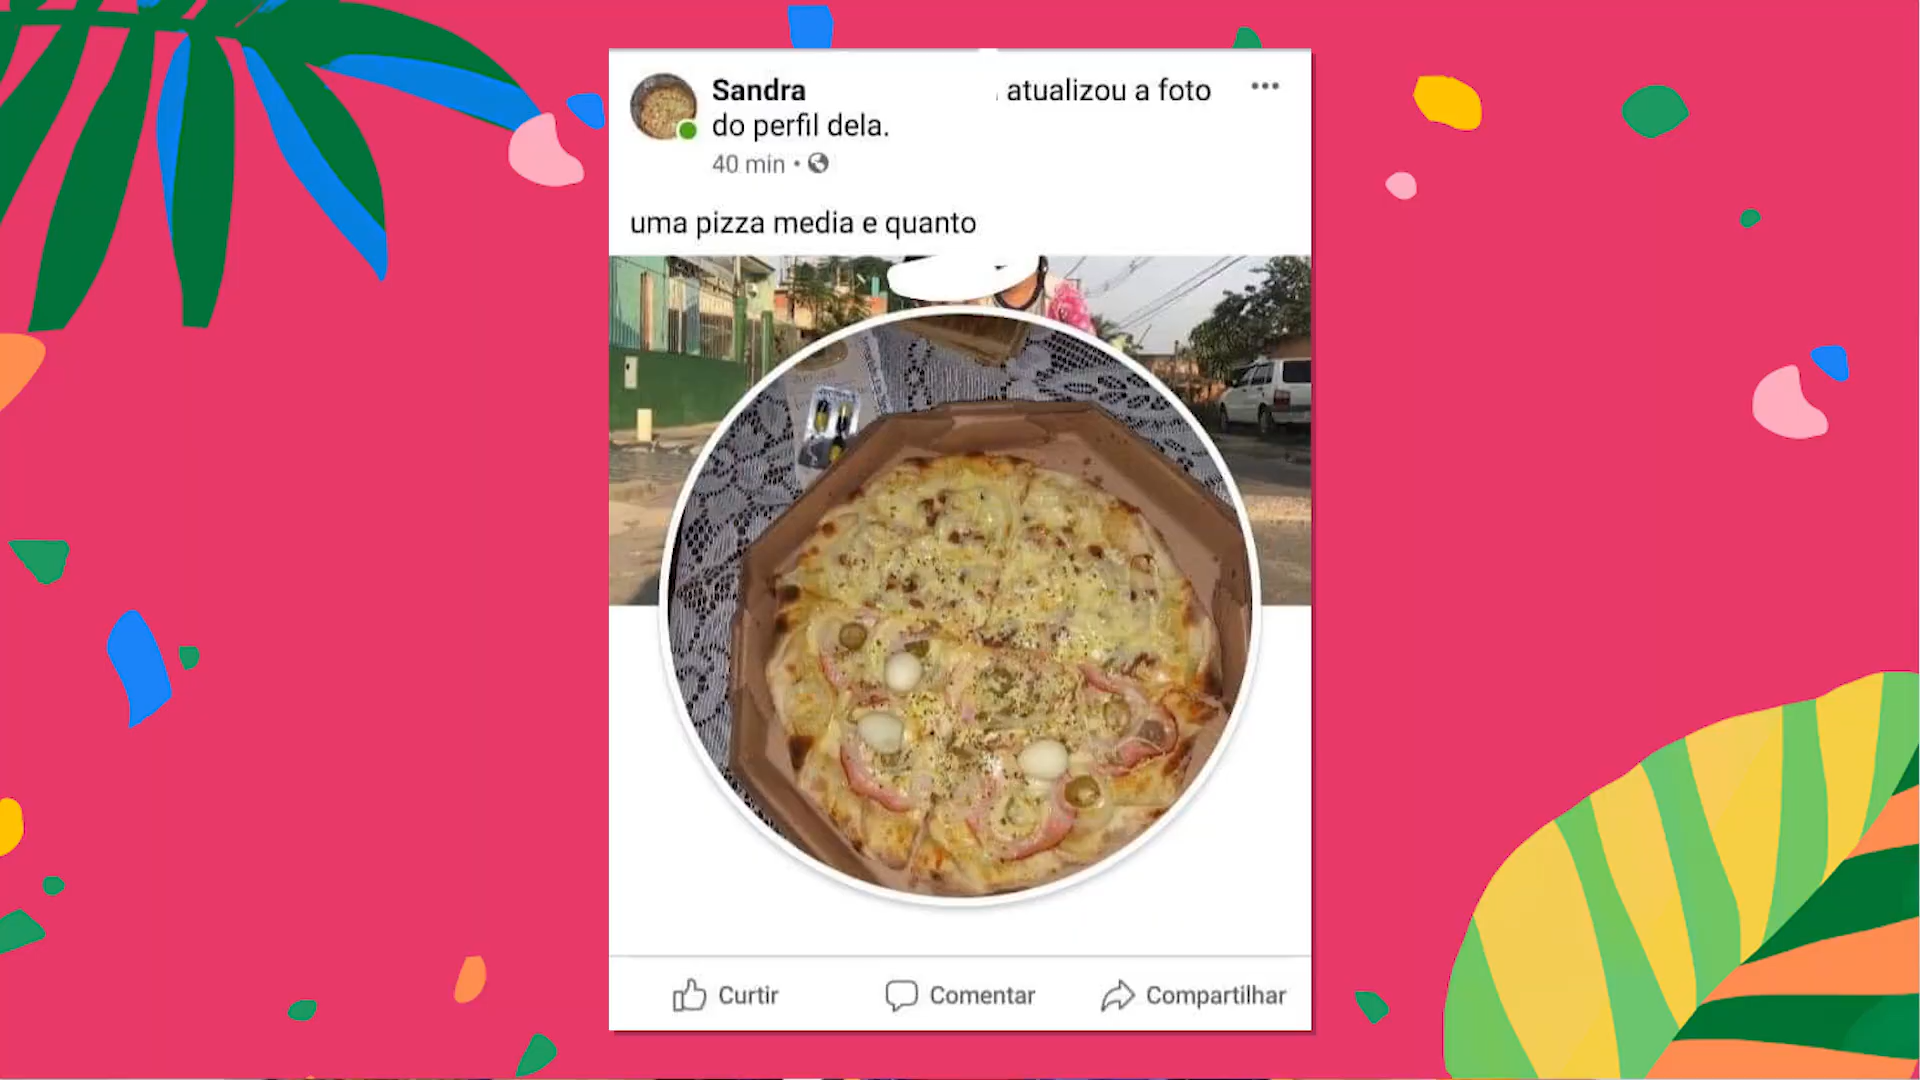 Sandra atualizou a foto
do perfil dela.
40 min
uma pizza media e quanto
Curtir
Comentar
Compartilhar